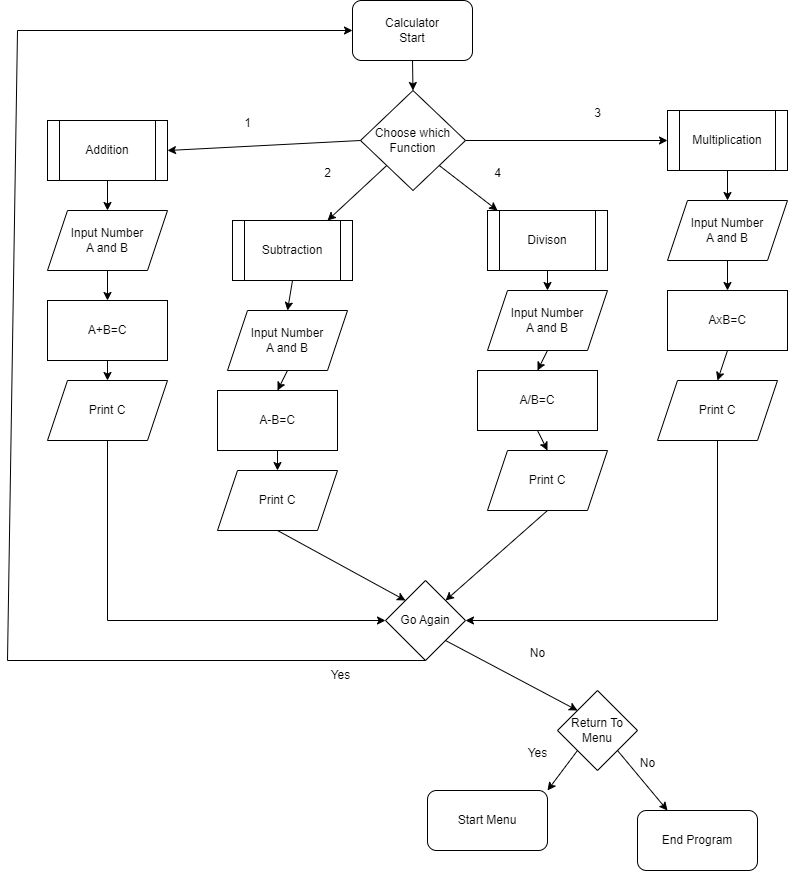 Calculator
Start
Choose which
Function
1
2
3
4
Addition
Input Number
A and B
A+B=C
Print C
Subtraction
Input Number
A and B
A-B=C
Print C
Divison
Input Number
A and B
A/B=C
Print C
Multiplication
Input Number
A and B
AxB=C
Print C
Go Again
Yes
No
Return To
Menu
Yes
No
Start Menu
End Program